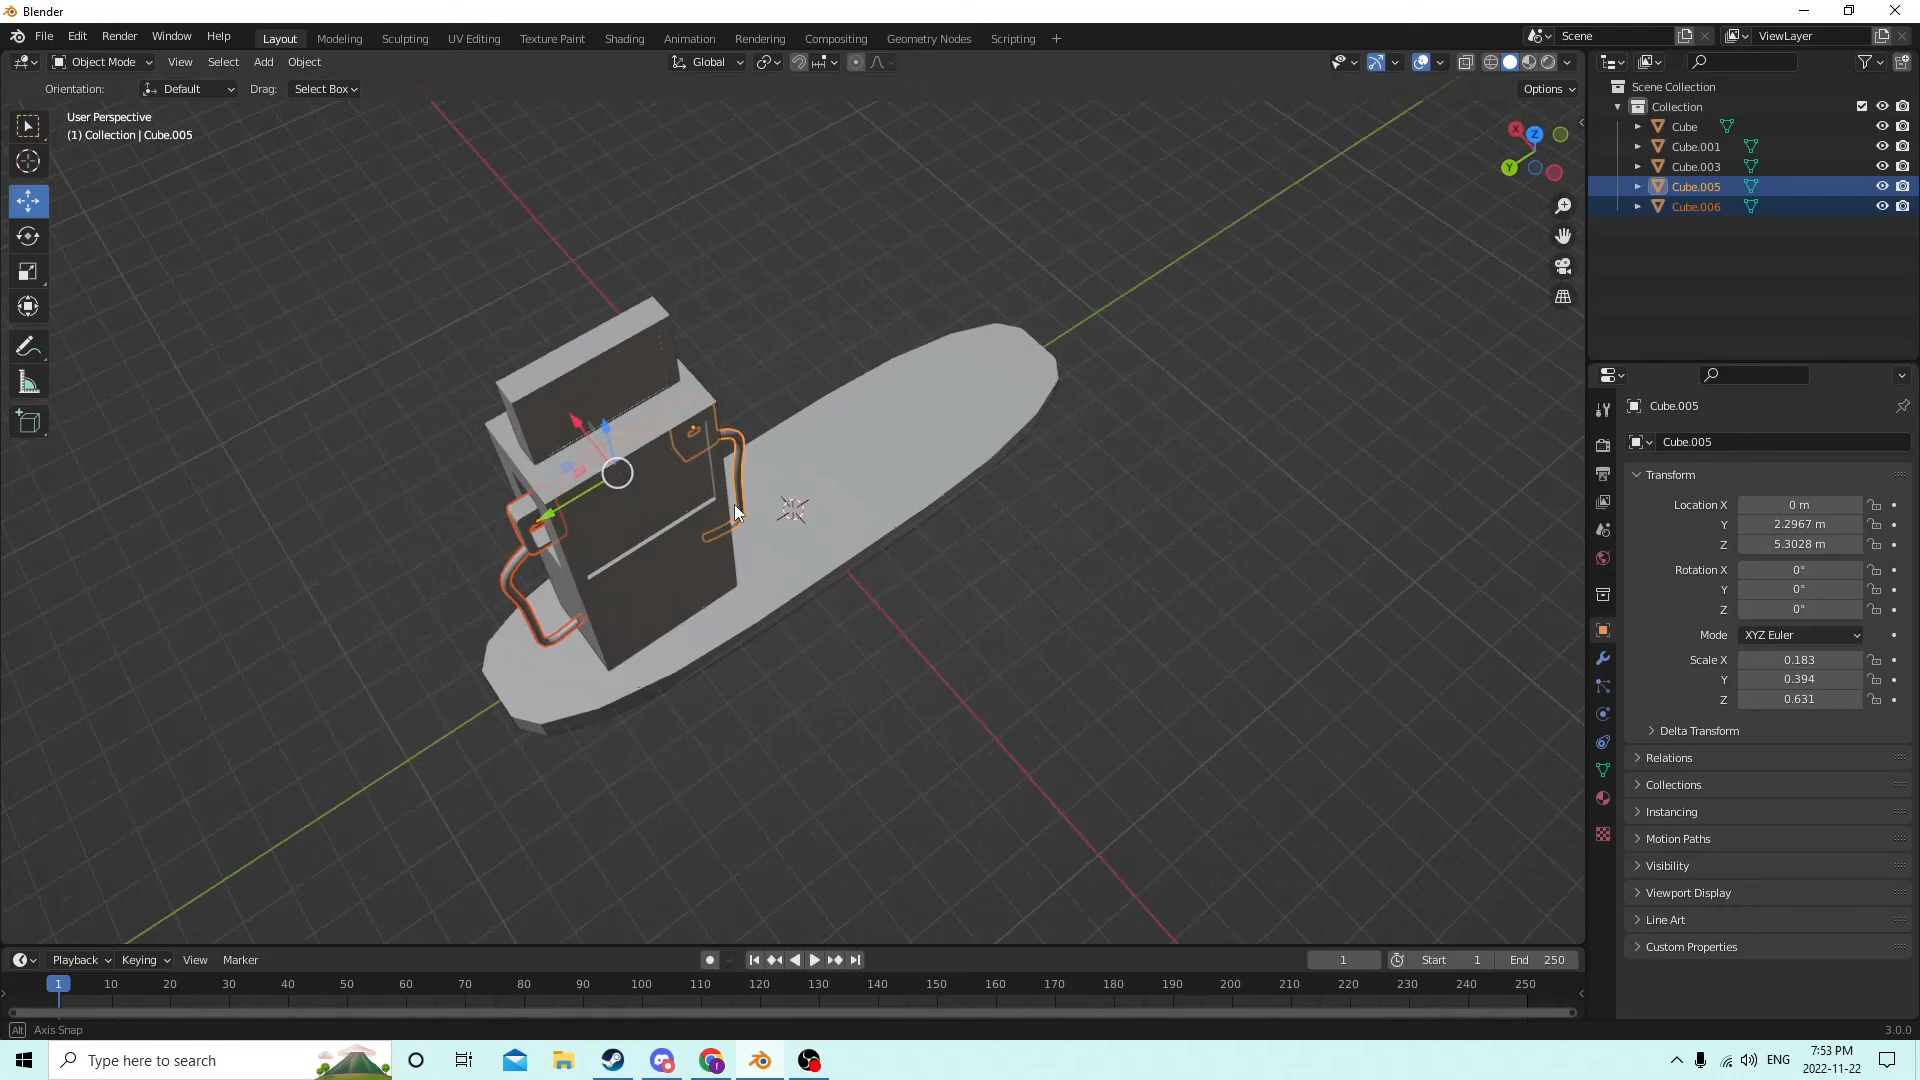 Blender
File Edit Render Window Help
Layout Modeling Sculpting UV Editing Texture Paint Shading Animation Rendering Compositing Geometry Nodes Scripting +
Scene
ViewLayer
Object Mode View Select Add Object
Global
Orientation: Default Drag: Select Box
Options
User Perspective
(1) Collection | Cube.005
X
Z
Y
Scene Collection
Collection
Cube
Cube.001
Cube.003
Cube.005
Cube.006
Cube.005
Cube.005
Transform
Location X 0 m
Y 2.2967 m
Z 5.3028 m
Rotation X 0°
Y 0°
Z 0°
Mode XYZ Euler
Scale X 0.183
Y 0.394
Z 0.631
Delta Transform
Relations
Collections
Instancing
Motion Paths
Visibility
Viewport Display
Line Art
Custom Properties
Playback Keying View Marker
1 Start 1 End 250
1 10 20 30 40 50 60 70 80 90 100 110 120 130 140 150 160 170 180 190 200 210 220 230 240 250
Alt Axis Snap
3.0.0
Type here to search
ENG
7:53 PM
2022-11-22